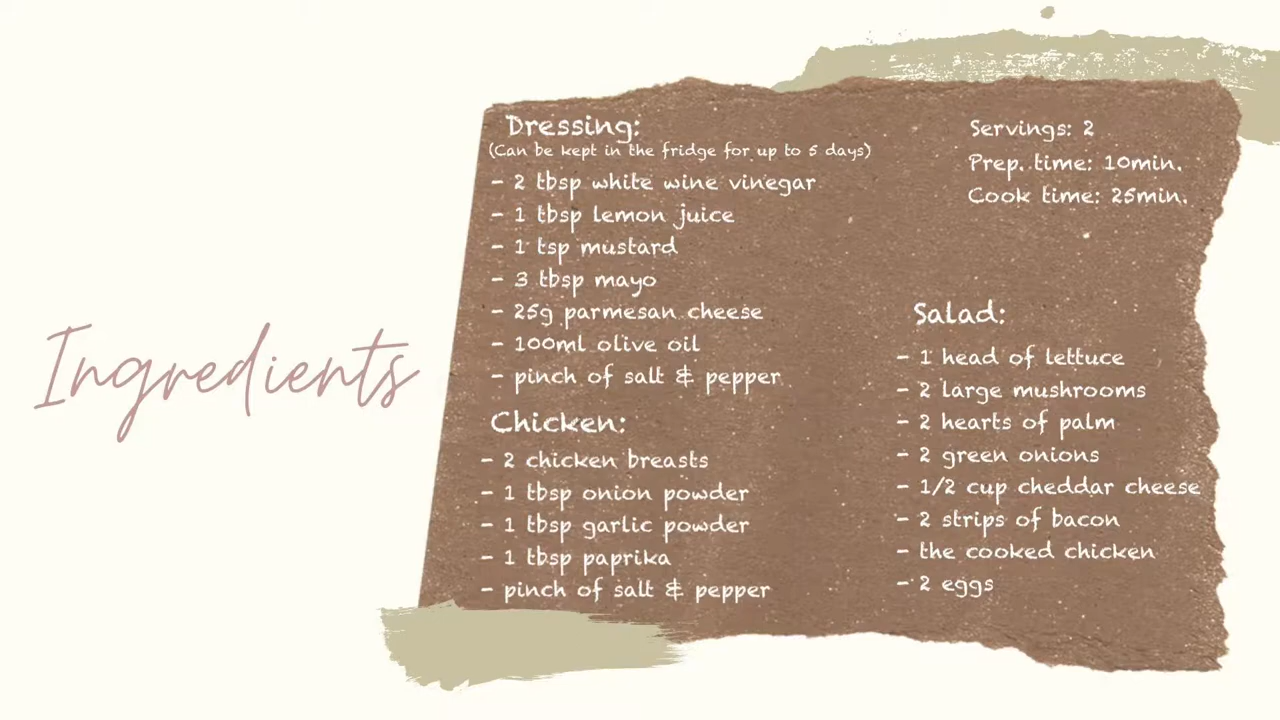 Ingredients
Dressing:
(Can be kept in the fridge for up to 5 days)
- 2 tbsp white wine vinegar
- 1 tbsp lemon juice
- 1 tsp mustard
- 3 tbsp mayo
- 25g parmesan cheese
- 100ml olive oil
- pinch of salt & pepper
Chicken:
- 2 chicken breasts
- 1 tbsp onion powder
- 1 tbsp garlic powder
- 1 tbsp paprika
- pinch of salt & pepper
Servings: 2
Prep. time: 10min.
Cook time: 25min.
Salad:
- 1 head of lettuce
- 2 large mushrooms
- 2 hearts of palm
- 2 green onions
- 1/2 cup cheddar cheese
- 2 strips of bacon
- the cooked chicken
- 2 eggs